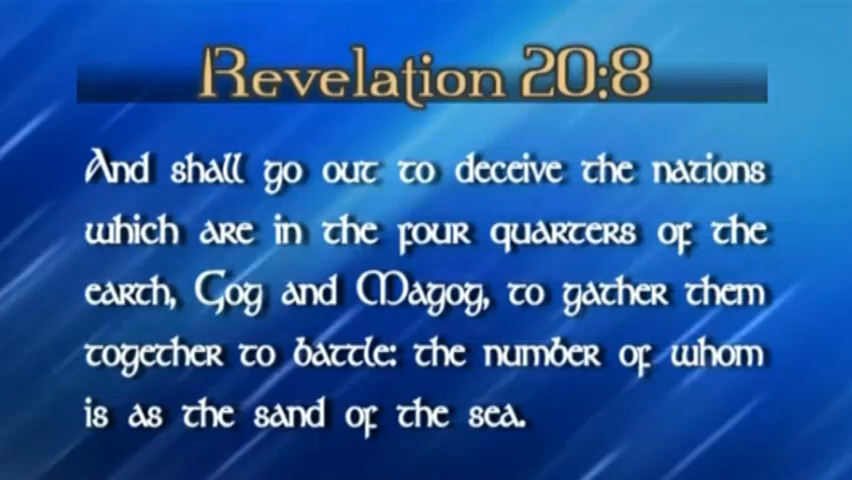 Revelation 20:8
And shall go out to deceive the nations
which are in the four quarters of the
earth, Gog and Magog, to gather them
together to battle: the number of whom
is as the sand of the sea.